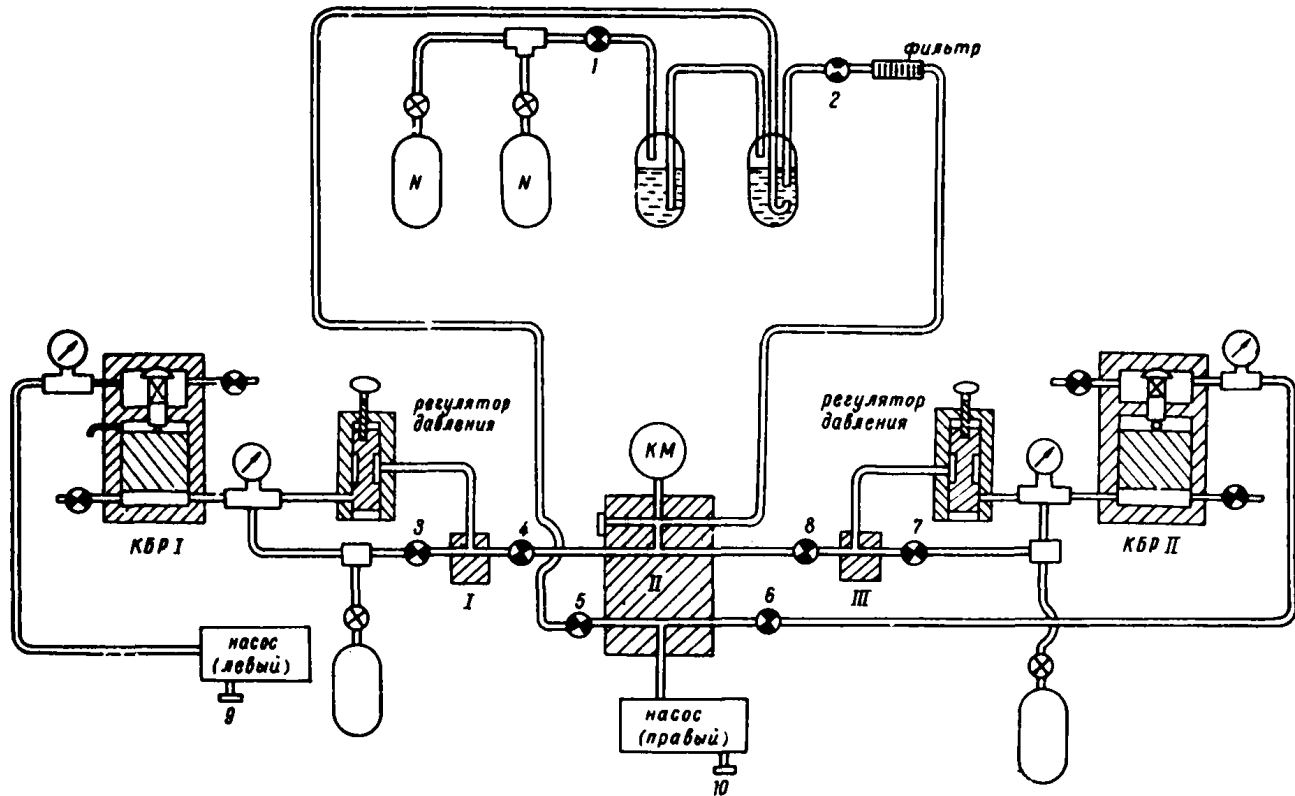 фильтр
1
2
N
N
регулятор
давления
регулятор
давления
КМ
КБР I
КБР II
3
4
8
7
I
II
III
5
6
насос
(левый)
9
насос
(правый)
10